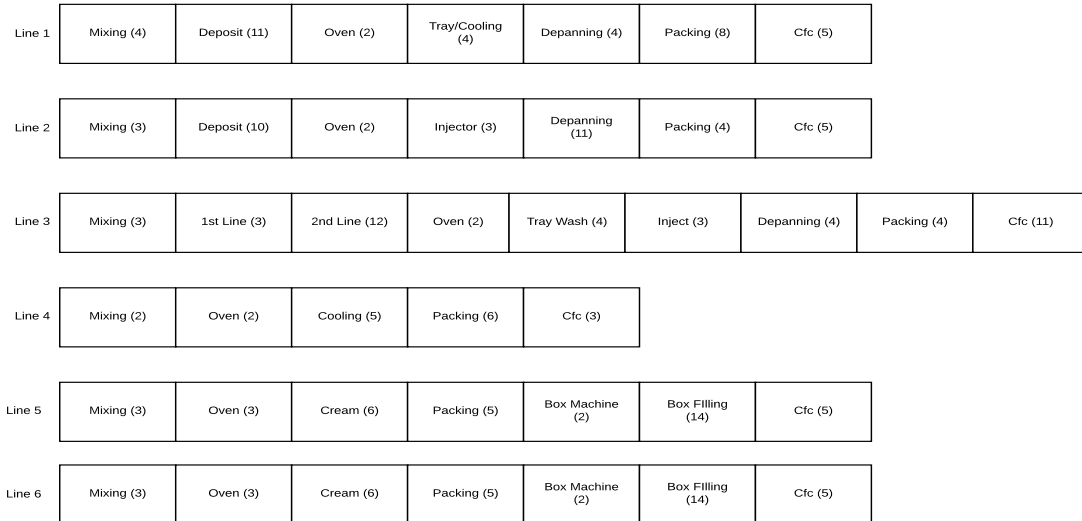 Line 1
Mixing (4)
Deposit (11)
Oven (2)
Tray/Cooling
(4)
Depanning (4)
Packing (8)
Cfc (5)
Line 2
Mixing (3)
Deposit (10)
Oven (2)
Injector (3)
Depanning
(11)
Packing (4)
Cfc (5)
Line 3
Mixing (3)
1st Line (3)
2nd Line (12)
Oven (2)
Tray Wash (4)
Inject (3)
Depanning (4)
Packing (4)
Cfc (11)
Line 4
Mixing (2)
Oven (2)
Cooling (5)
Packing (6)
Cfc (3)
Line 5
Mixing (3)
Oven (3)
Cream (6)
Packing (5)
Box Machine
(2)
Box FIlling
(14)
Cfc (5)
Line 6
Mixing (3)
Oven (3)
Cream (6)
Packing (5)
Box Machine
(2)
Box FIlling
(14)
Cfc (5)